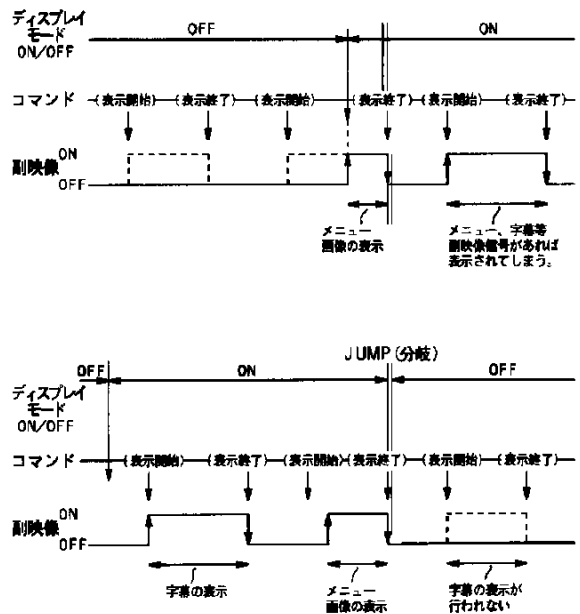 ディスプレイ
モード
ON/OFF
OFF
ON
コマンド
(表示開始)
(表示終了)
(表示開始)
(表示終了)
(表示開始)
(表示終了)
副映像
ON
OFF
メニュー
画像の表示
メニュー、字幕等
副映像信号があれば
表示されてしまう。
JUMP(分岐)
OFF
ON
OFF
ディスプレイ
モード
ON/OFF
コマンド
(表示開始)
(表示終了)
(表示開始)
(表示終了)
(表示開始)
(表示終了)
副映像
ON
OFF
字幕の表示
メニュー
画像の表示
字幕の表示が
行われない